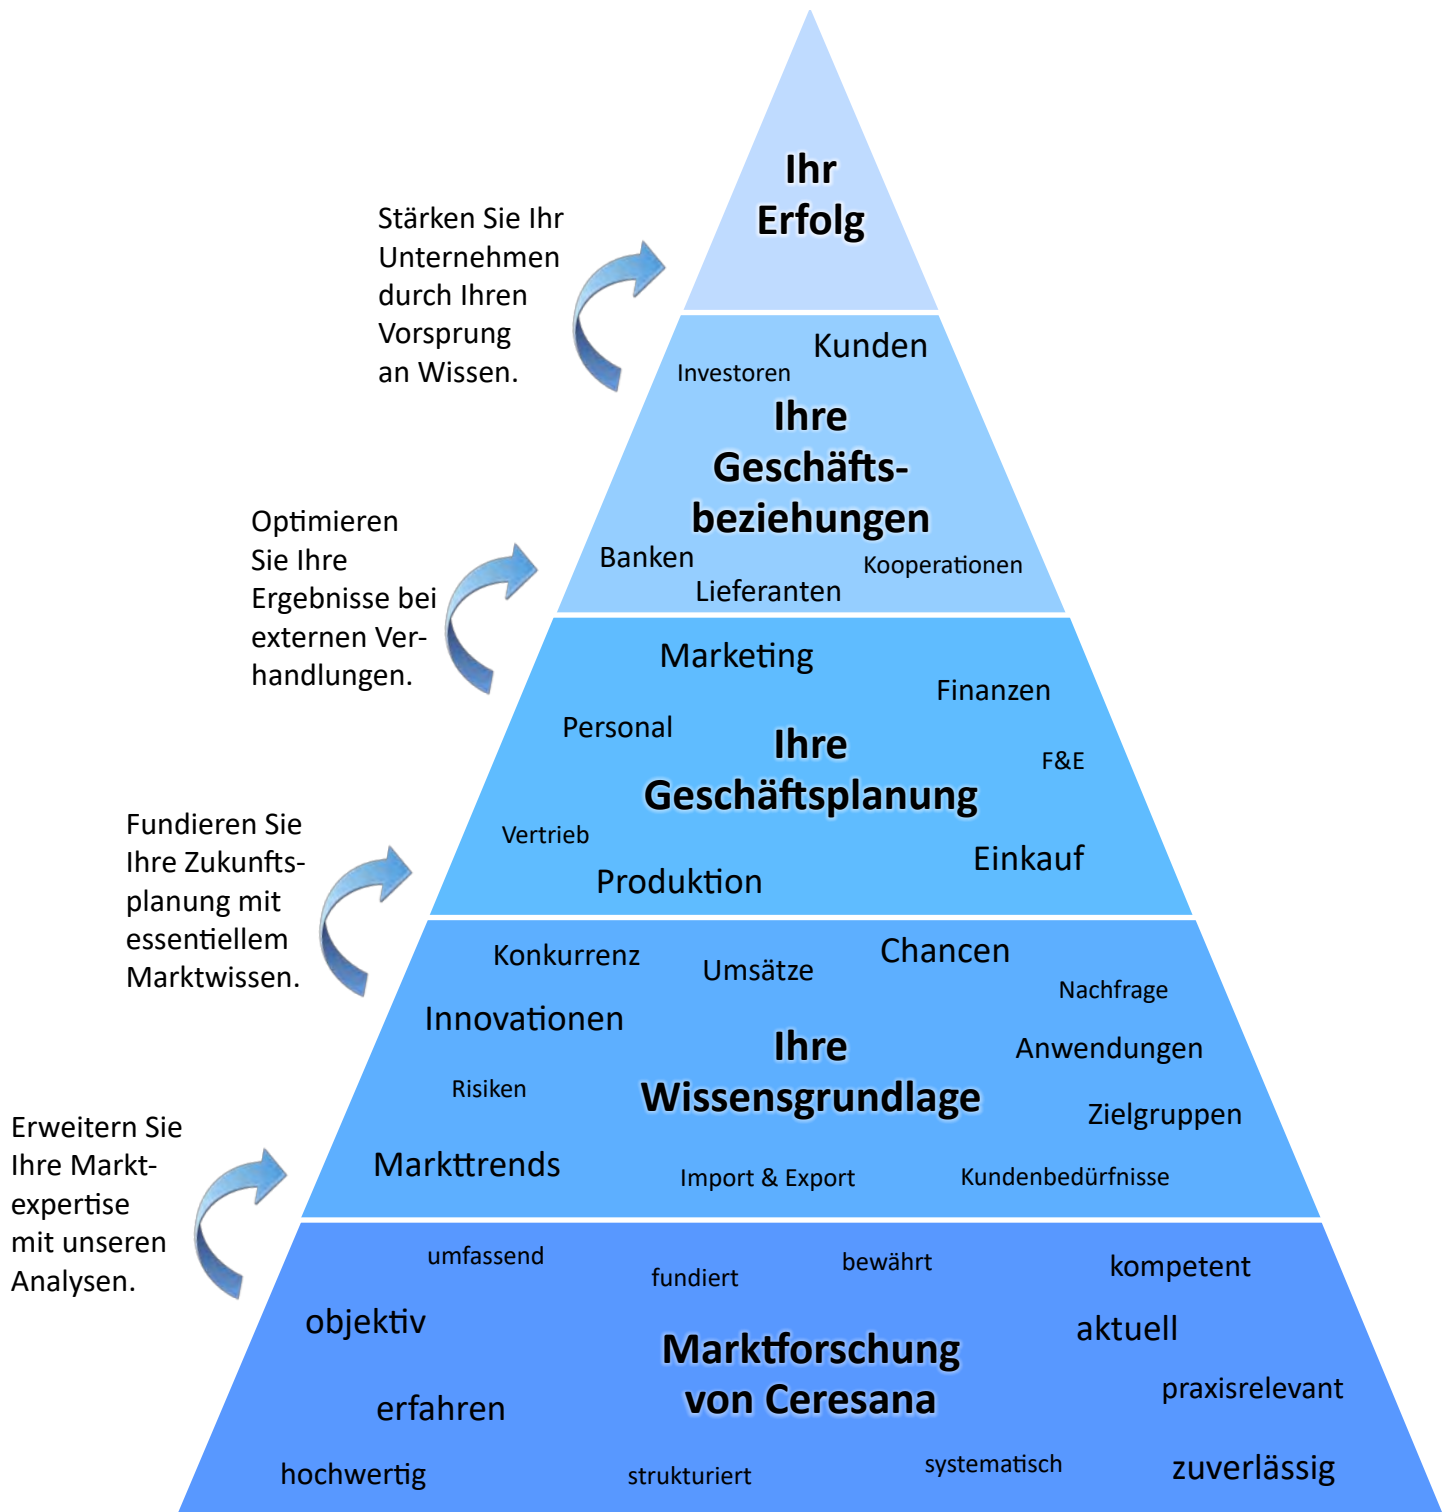 Ihr
Erfolg
Stärken Sie Ihr
Unternehmen
durch Ihren
Vorsprung
an Wissen.
Kunden
Investoren
Ihre
Geschäfts-
beziehungen
Banken
Kooperationen
Lieferanten
Optimieren
Sie Ihre
Ergebnisse bei
externen Ver-
handlungen.
Marketing
Finanzen
Personal
Ihre
Geschäftsplanung
F&E
Vertrieb
Einkauf
Produktion
Fundieren Sie
Ihre Zukunfts-
planung mit
essentiellem
Marktwissen.
Konkurrenz
Umsätze
Chancen
Nachfrage
Innovationen
Ihre
Wissensgrundlage
Anwendungen
Risiken
Zielgruppen
Markttrends
Import & Export
Kundenbedürfnisse
Erweitern Sie
Ihre Markt-
expertise
mit unseren
Analysen.
umfassend
fundiert
bewährt
kompetent
objektiv
aktuell
Marktforschung
von Ceresana
praxisrelevant
erfahren
hochwertig
strukturiert
systematisch
zuverlässig